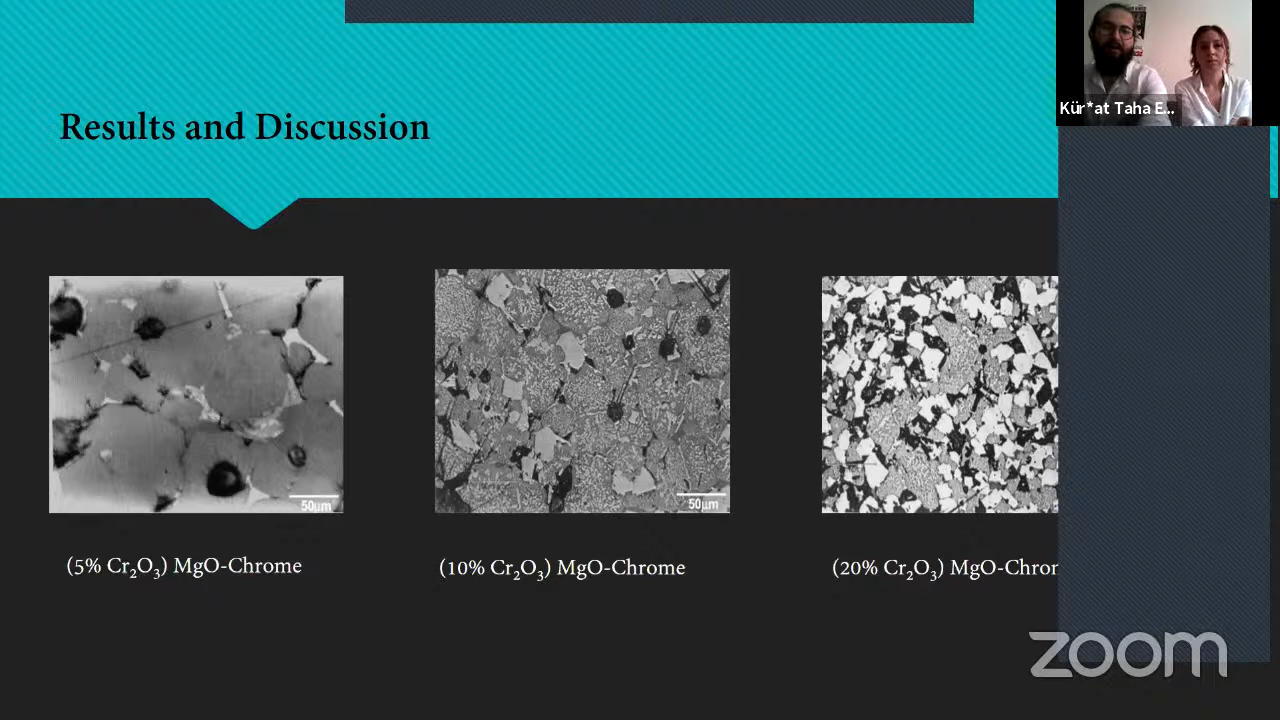 Kür*at Taha E...
Results and Discussion
50µm
50µm
(5% Cr₂O₃) MgO-Chrome
(10% Cr₂O₃) MgO-Chrome
(20% Cr₂O₃) MgO-Chror
zoom